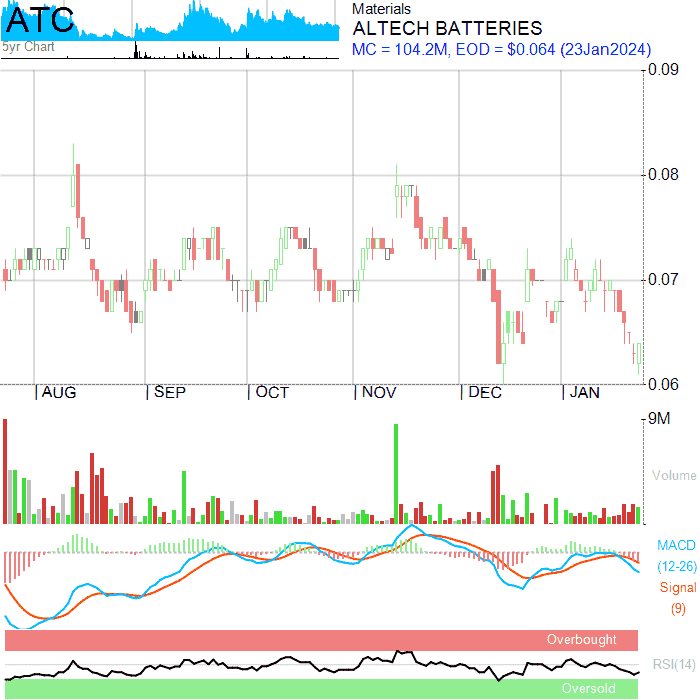 ATC
5yr Chart
Materials
ALTECH BATTERIES
MC = 104.2M, EOD = $0.064 (23Jan2024)
0.09
0.08
0.07
0.06
AUG SEP OCT NOV DEC JAN
9M
Volume
MACD
(12-26)
Signal
(9)
Overbought
RSI(14)
Oversold